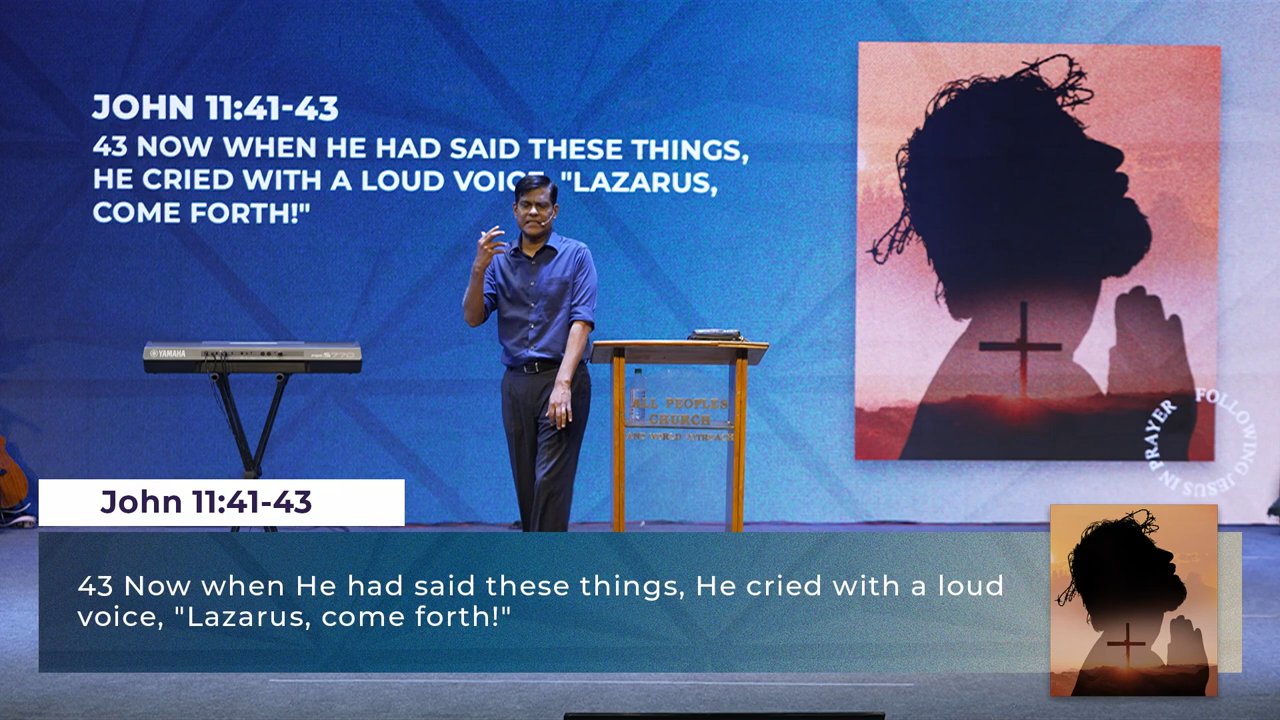 JOHN 11:41-43
43 NOW WHEN HE HAD SAID THESE THINGS,
HE CRIED WITH A LOUD VOICE, "LAZARUS,
COME FORTH!"
YAMAHA
ALL PEOPLES
CHURCH
FOLLOWING JESUS IN PRAYER
John 11:41-43
43 Now when He had said these things, He cried with a loud
voice, "Lazarus, come forth!"